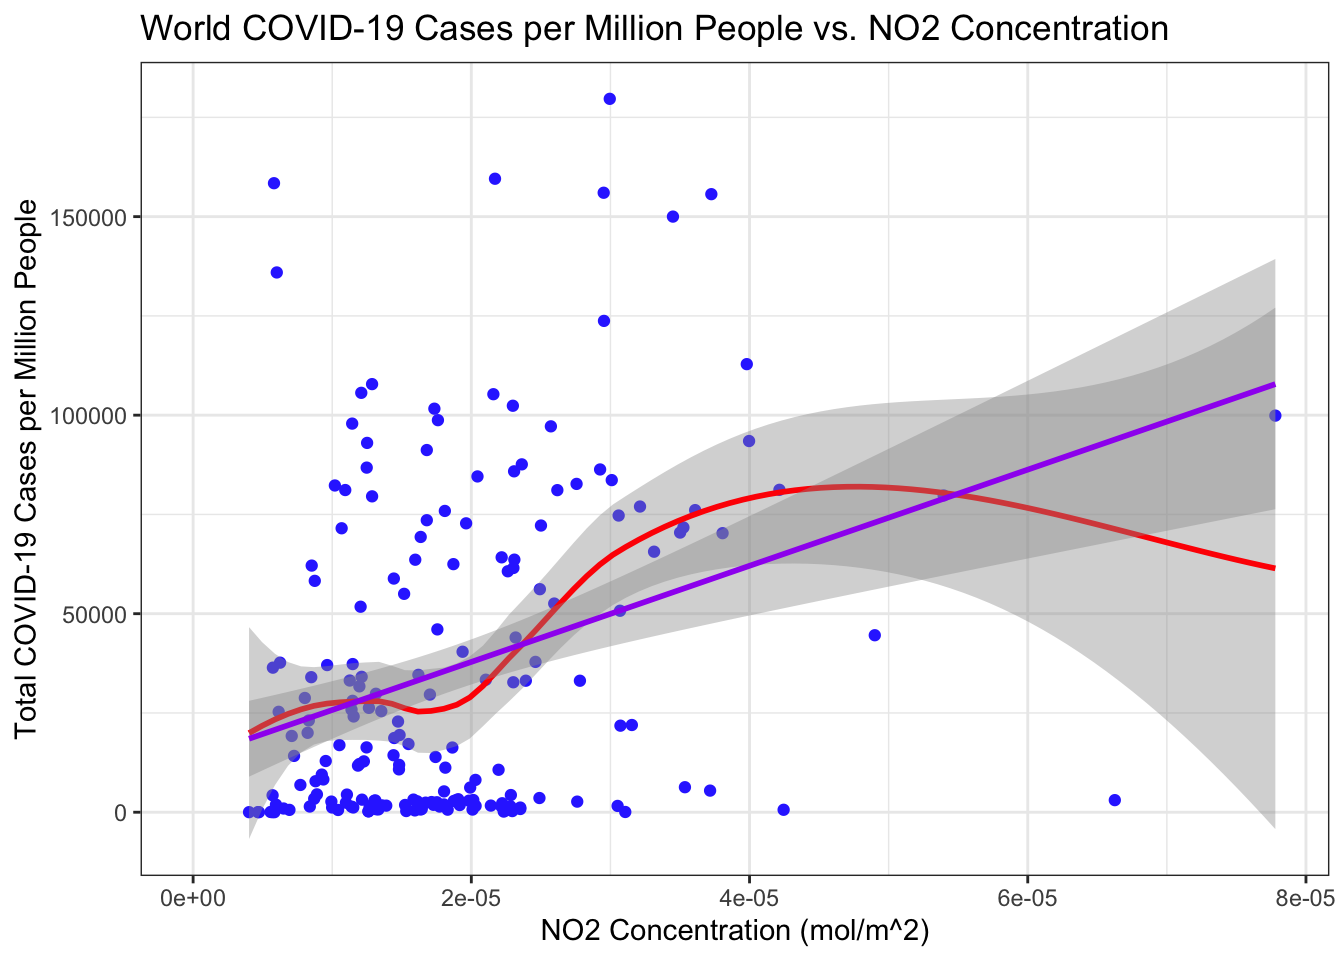 World COVID-19 Cases per Million People vs. NO2 Concentration
Total COVID-19 Cases per Million People
150000
100000
50000
0
0e+00 2e-05 4e-05 6e-05 8e-05
NO2 Concentration (mol/m^2)